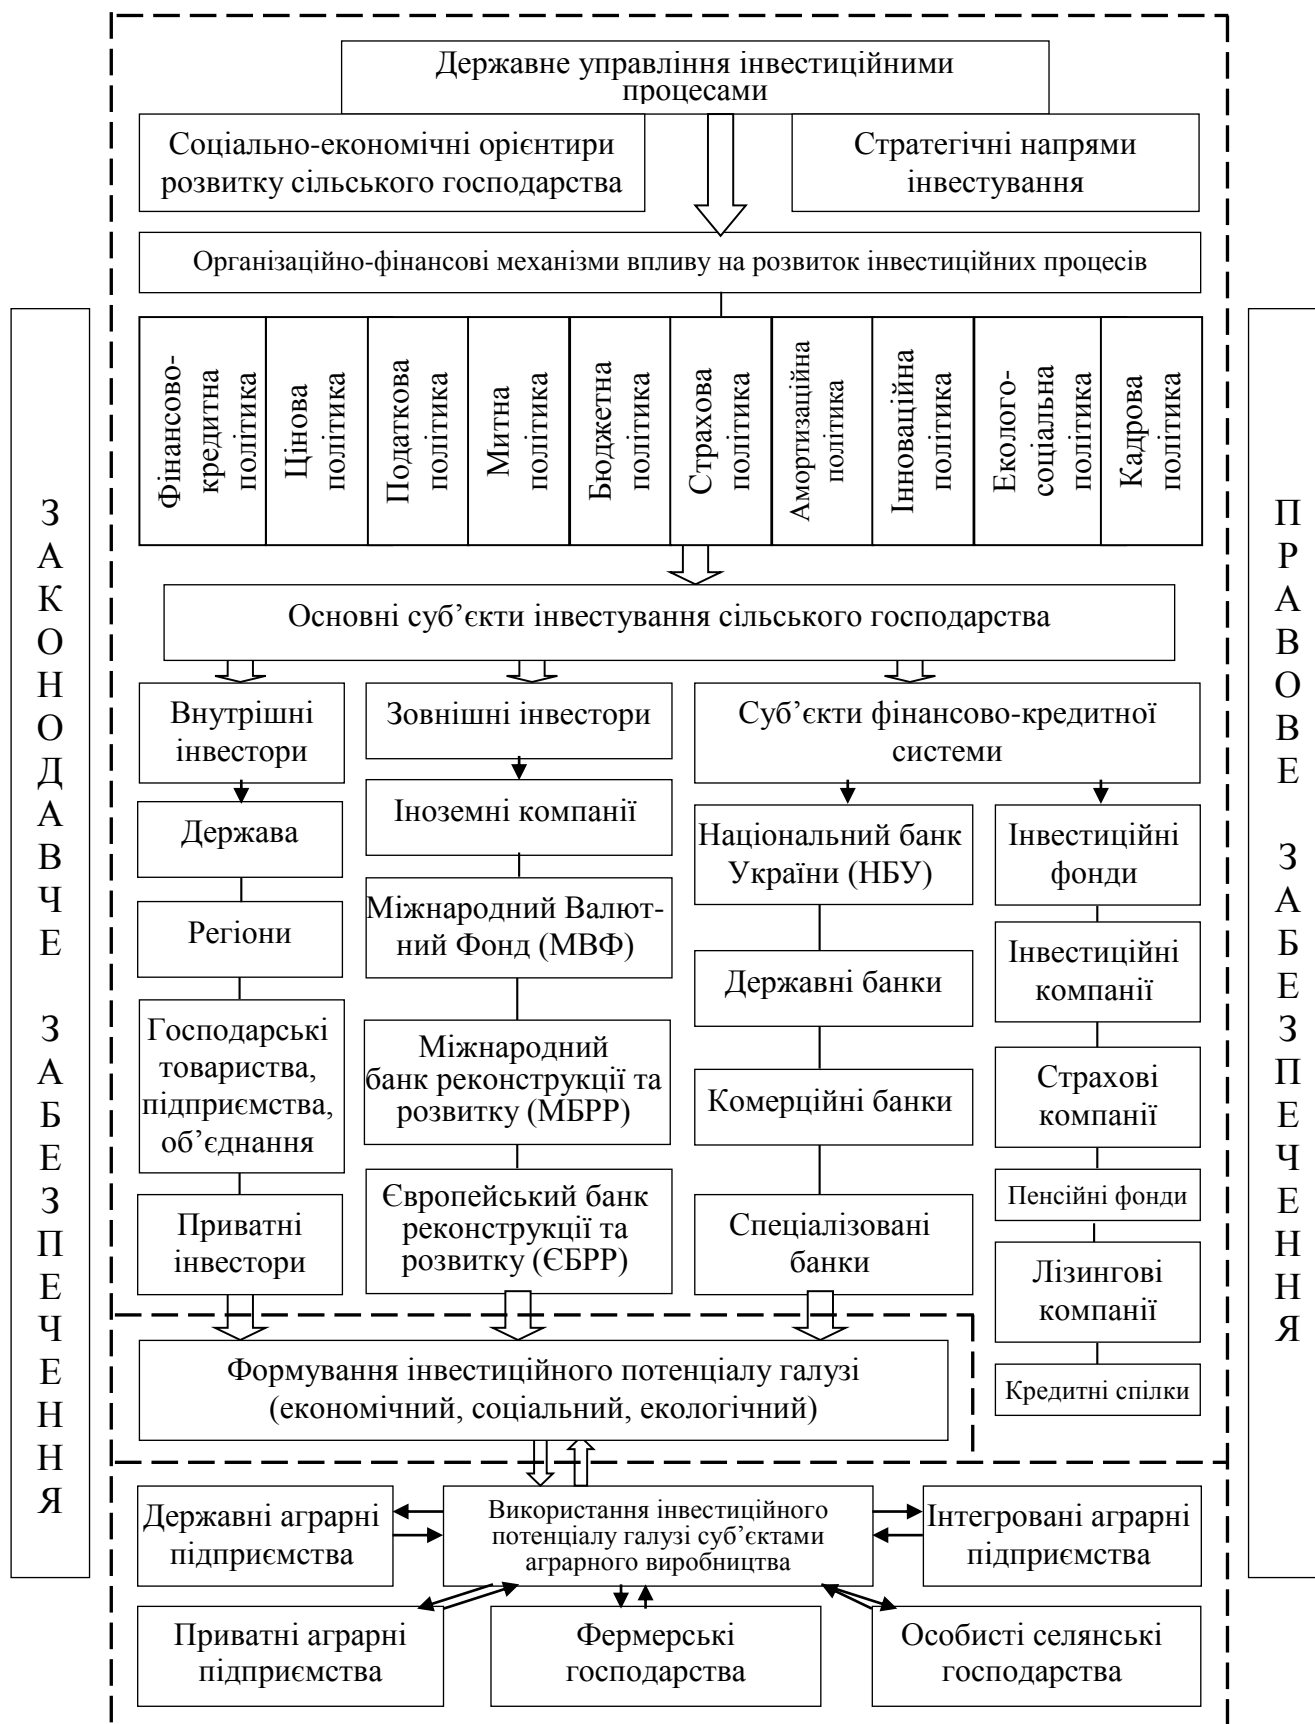 Державне управління інвестиційними
процесами
Соціально-економічні орієнтири
розвитку сільського господарства
Стратегічні напрями
інвестування
Організаційно-фінансові механізми впливу на розвиток інвестиційних процесів
ЗАКОНОДАВЧЕ ЗАБЕЗПЕЧЕННЯ
Фінансово-
кредитна
політика
Цінова
політика
Податкова
політика
Митна
політика
Бюджетна
політика
Страхова
політика
Амортизаційна
політика
Інноваційна
політика
Еколого-
соціальна
політика
Кадрова
політика
ПРАВОВЕ ЗАБЕЗПЕЧЕННЯ
Основні суб’єкти інвестування сільського господарства
Внутрішні
інвестори
Держава
Регіони
Господарські
товариства,
підприємства,
об’єднання
Приватні
інвестори
Зовнішні інвестори
Іноземні компанії
Міжнародний Валют-
ний Фонд (МВФ)
Міжнародний
банк реконструкції та
розвитку (МБРР)
Європейський банк
реконструкції та
розвитку (ЄБРР)
Суб’єкти фінансово-кредитної
системи
Національний банк
України (НБУ)
Державні банки
Комерційні банки
Спеціалізовані
банки
Інвестиційні
фонди
Інвестиційні
компанії
Страхові
компанії
Пенсійні фонди
Лізингові
компанії
Кредитні спілки
Формування інвестиційного потенціалу галузі
(економічний, соціальний, екологічний)
Державні аграрні
підприємства
Використання інвестиційного
потенціалу галузі суб’єктами
аграрного виробництва
Інтегровані аграрні
підприємства
Приватні аграрні
підприємства
Фермерські
господарства
Особисті селянські
господарства